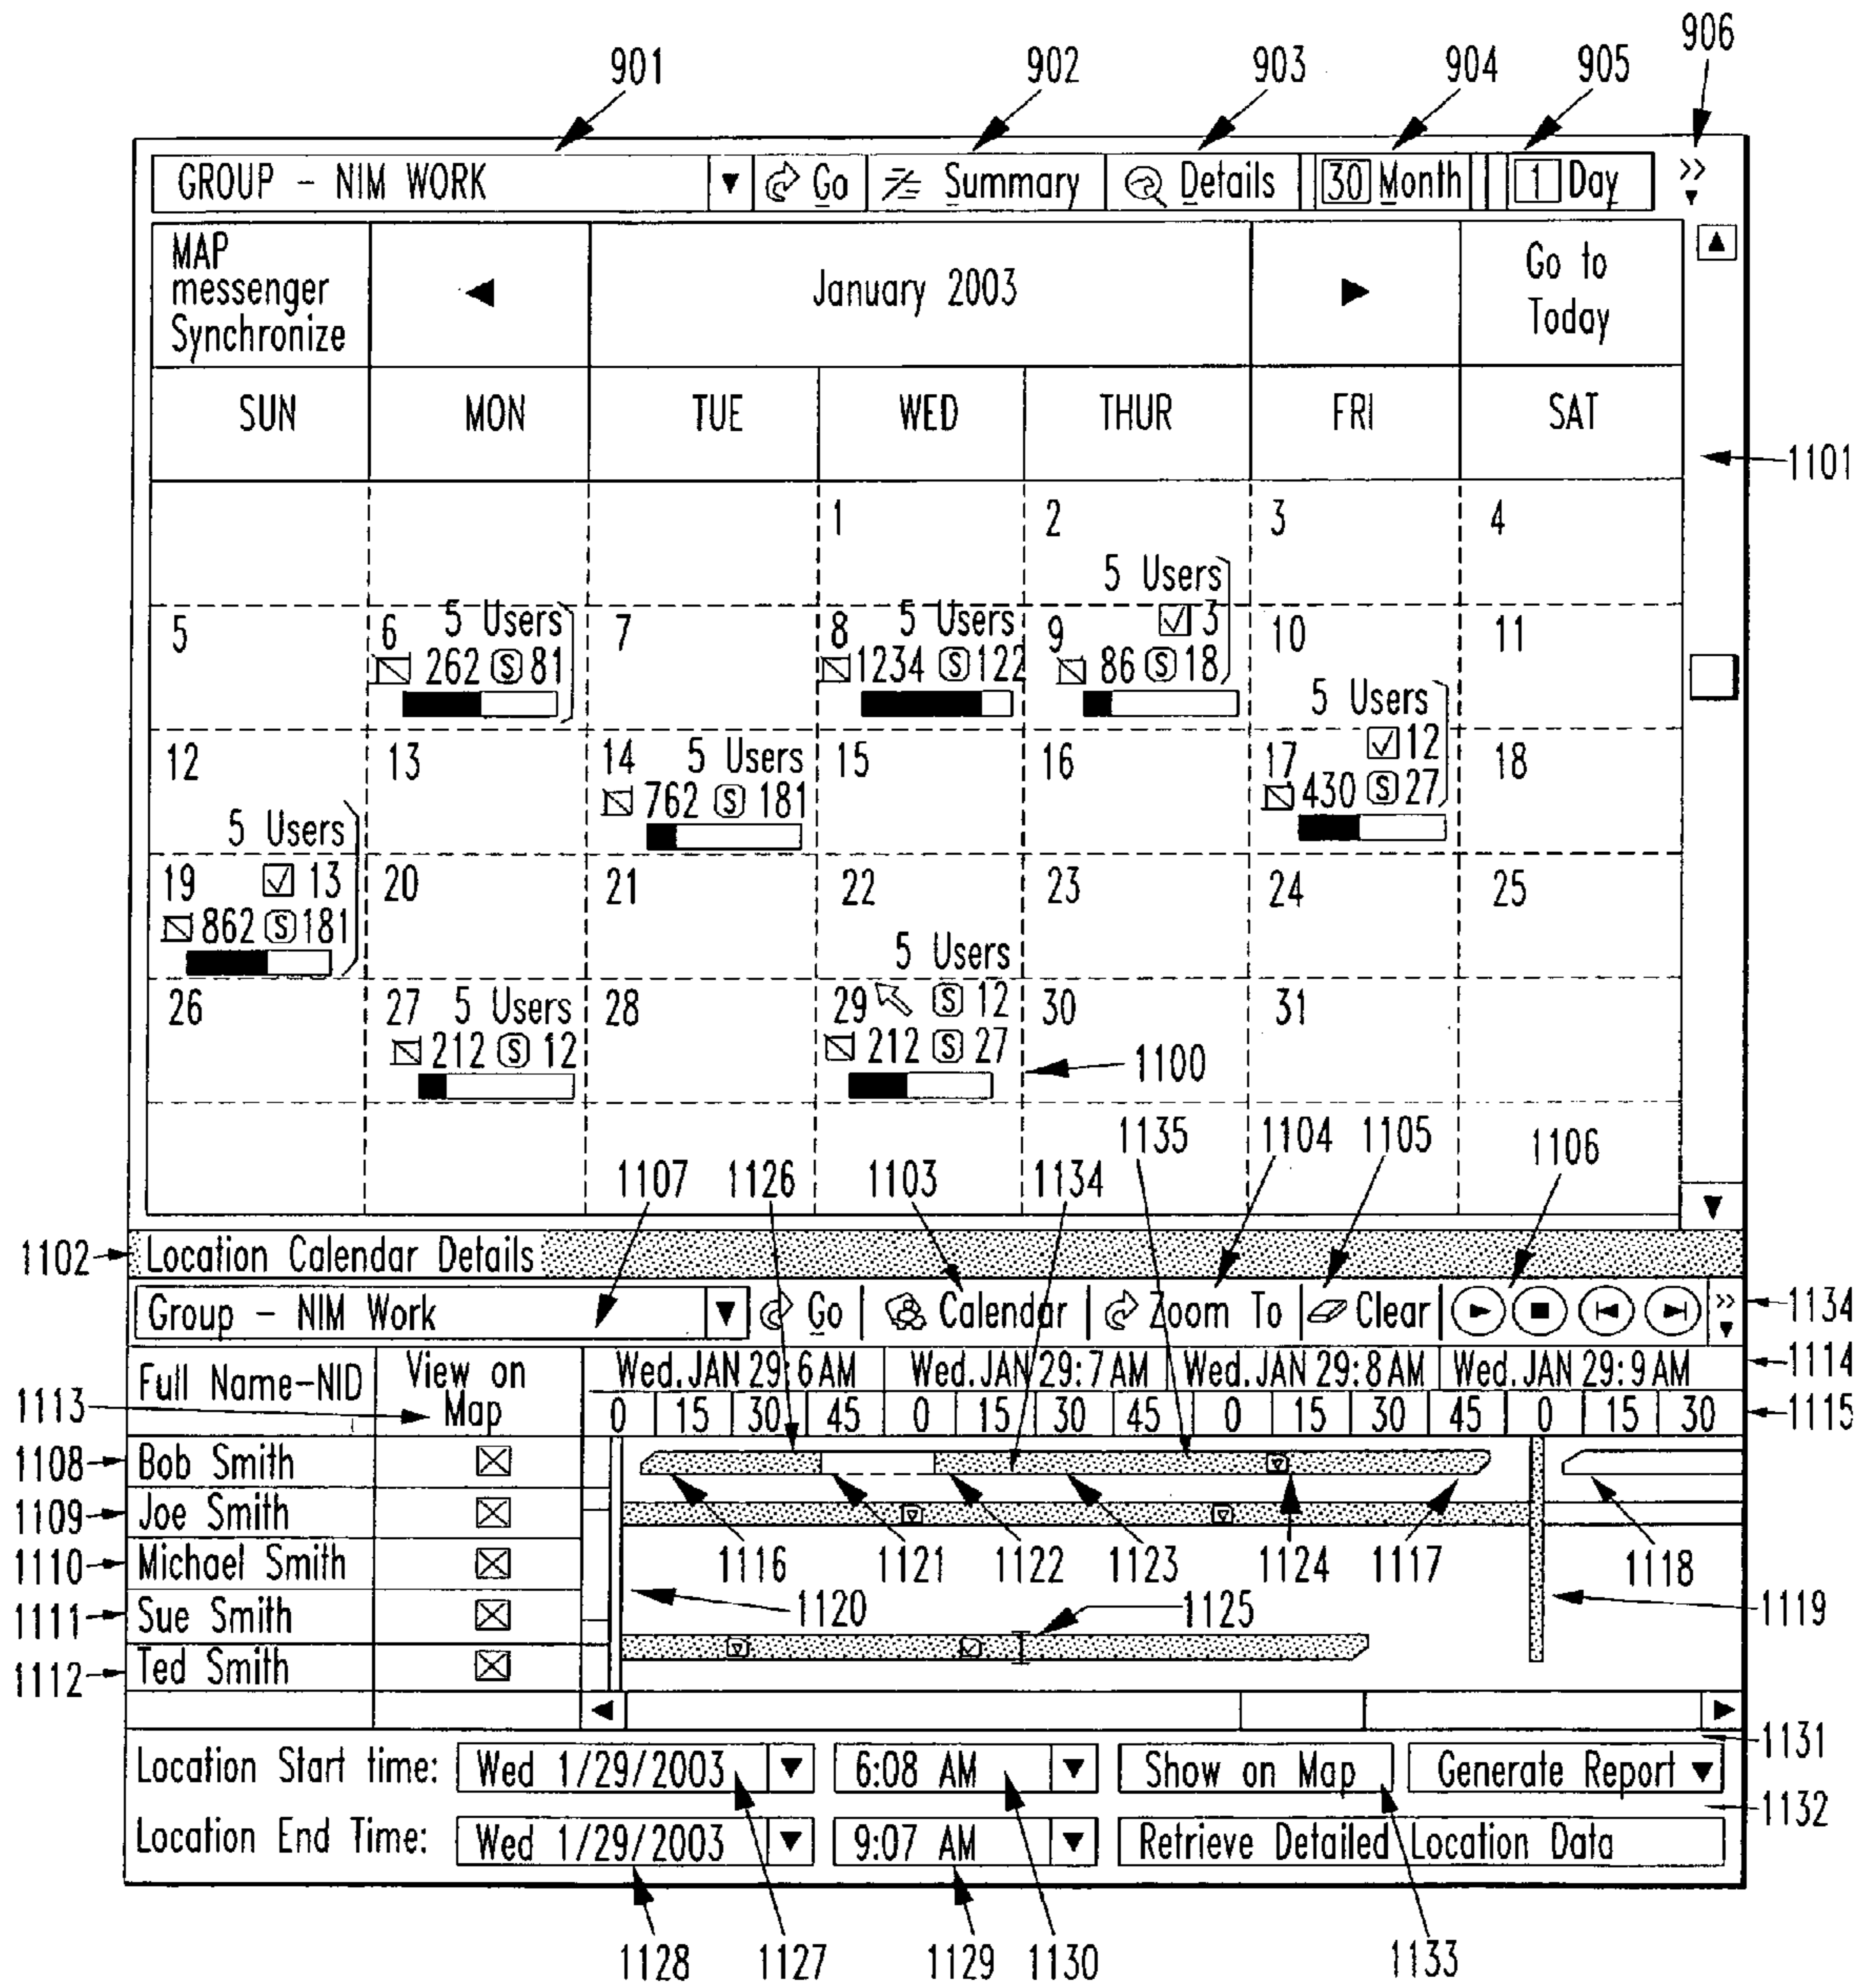 901 902 903 904 905 906
GROUP - NIM WORK Go Summary Details 30 Month 1 Day >>
MAP messenger Synchronize
January 2003
Go to Today
SUN MON TUE WED THUR FRI SAT
1101
1 2 3 4
5 Users
5 6 5 Users 7 8 5 Users 9 3 10 11
262 S 81 1234 S 122 86 S 18
5 Users
12 13 14 5 Users 15 16 17 12 18
762 S 181 430 S 27
5 Users
19 13 20 21 22 23 24 25
862 S 181
5 Users
26 27 5 Users 28 29 S 12 30 31
212 S 12 212 S 27
1100
1107 1126 1103 1134 1135 1104 1105 1106
1102 Location Calendar Details
Group - NIM Work Go Calendar Zoom To Clear >> 1134
Full Name-NID View on Map
Wed.JAN 29:6AM Wed.JAN 29:7AM Wed.JAN 29:8AM Wed.JAN 29:9AM 1114
1113 0 15 30 45 0 15 30 45 0 15 30 45 0 15 30 1115
1108 Bob Smith
1109 Joe Smith
1116 1121 1122 1123 1124 1117 1118
1110 Michael Smith
1120 1125 1119
1111 Sue Smith
1112 Ted Smith
1131
Location Start time: Wed 1/29/2003 6:08 AM Show on Map Generate Report
1132
Location End Time: Wed 1/29/2003 9:07 AM Retrieve Detailed Location Data
1128 1127 1129 1130 1133